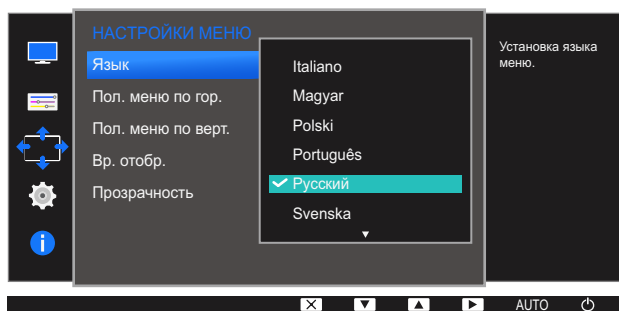 НАСТРОЙКИ МЕНЮ
Язык
Пол. меню по гор.
Пол. меню по верт.
Вр. отобр.
Прозрачность
Italiano
Magyar
Polski
Português
Русский
Svenska
Установка языка
меню.
AUTO